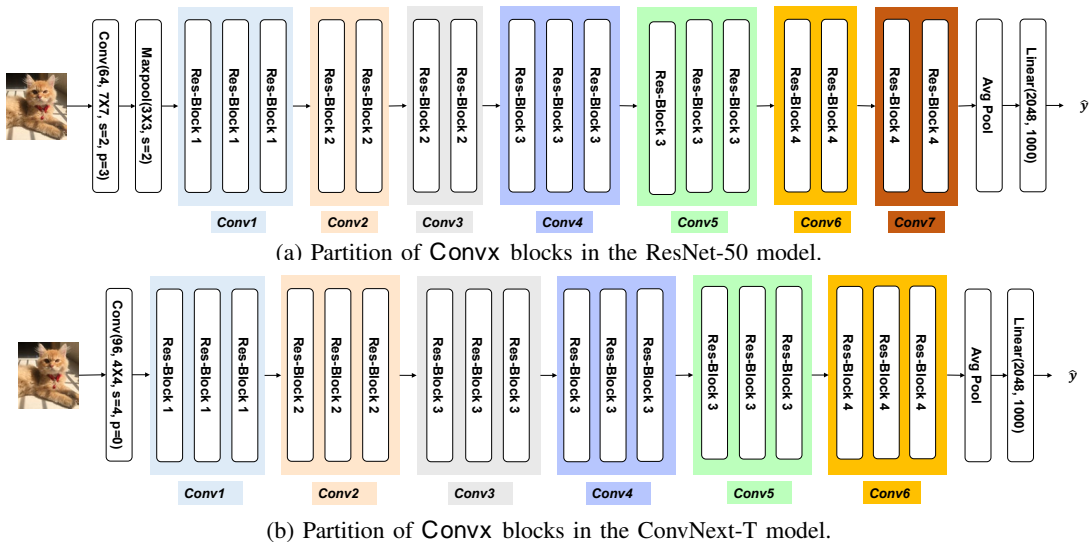 Conv(64, 7X7, s=2, p=3)
Maxpool(3X3, s=2)
Res-Block 1
Res-Block 1
Res-Block 1
Res-Block 2
Res-Block 2
Res-Block 2
Res-Block 2
Res-Block 3
Res-Block 3
Res-Block 3
Res-Block 3
Res-Block 3
Res-Block 3
Res-Block 4
Res-Block 4
Res-Block 4
Res-Block 4
Avg Pool
Linear(2048, 1000)
ŷ
Conv1
Conv2
Conv3
Conv4
Conv5
Conv6
Conv7
(a) Partition of Convx blocks in the ResNet-50 model.
Conv(96, 4X4, s=4, p=0)
Res-Block 1
Res-Block 1
Res-Block 1
Res-Block 2
Res-Block 2
Res-Block 2
Res-Block 3
Res-Block 3
Res-Block 3
Res-Block 3
Res-Block 3
Res-Block 3
Res-Block 3
Res-Block 3
Res-Block 3
Res-Block 4
Res-Block 4
Res-Block 4
Avg Pool
Linear(2048, 1000)
ŷ
Conv1
Conv2
Conv3
Conv4
Conv5
Conv6
(b) Partition of Convx blocks in the ConvNext-T model.